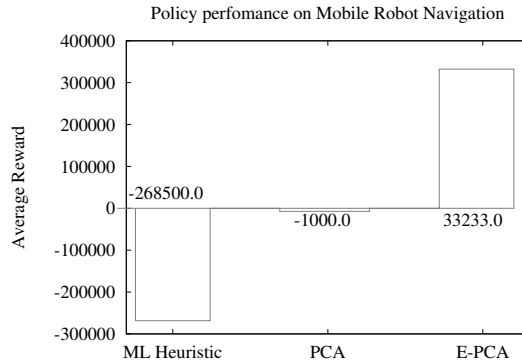 Policy perfomance on Mobile Robot Navigation
400000
300000
200000
100000
0
-100000
-200000
-300000
Average Reward
-268500.0
-1000.0
33233.0
ML Heuristic
PCA
E-PCA